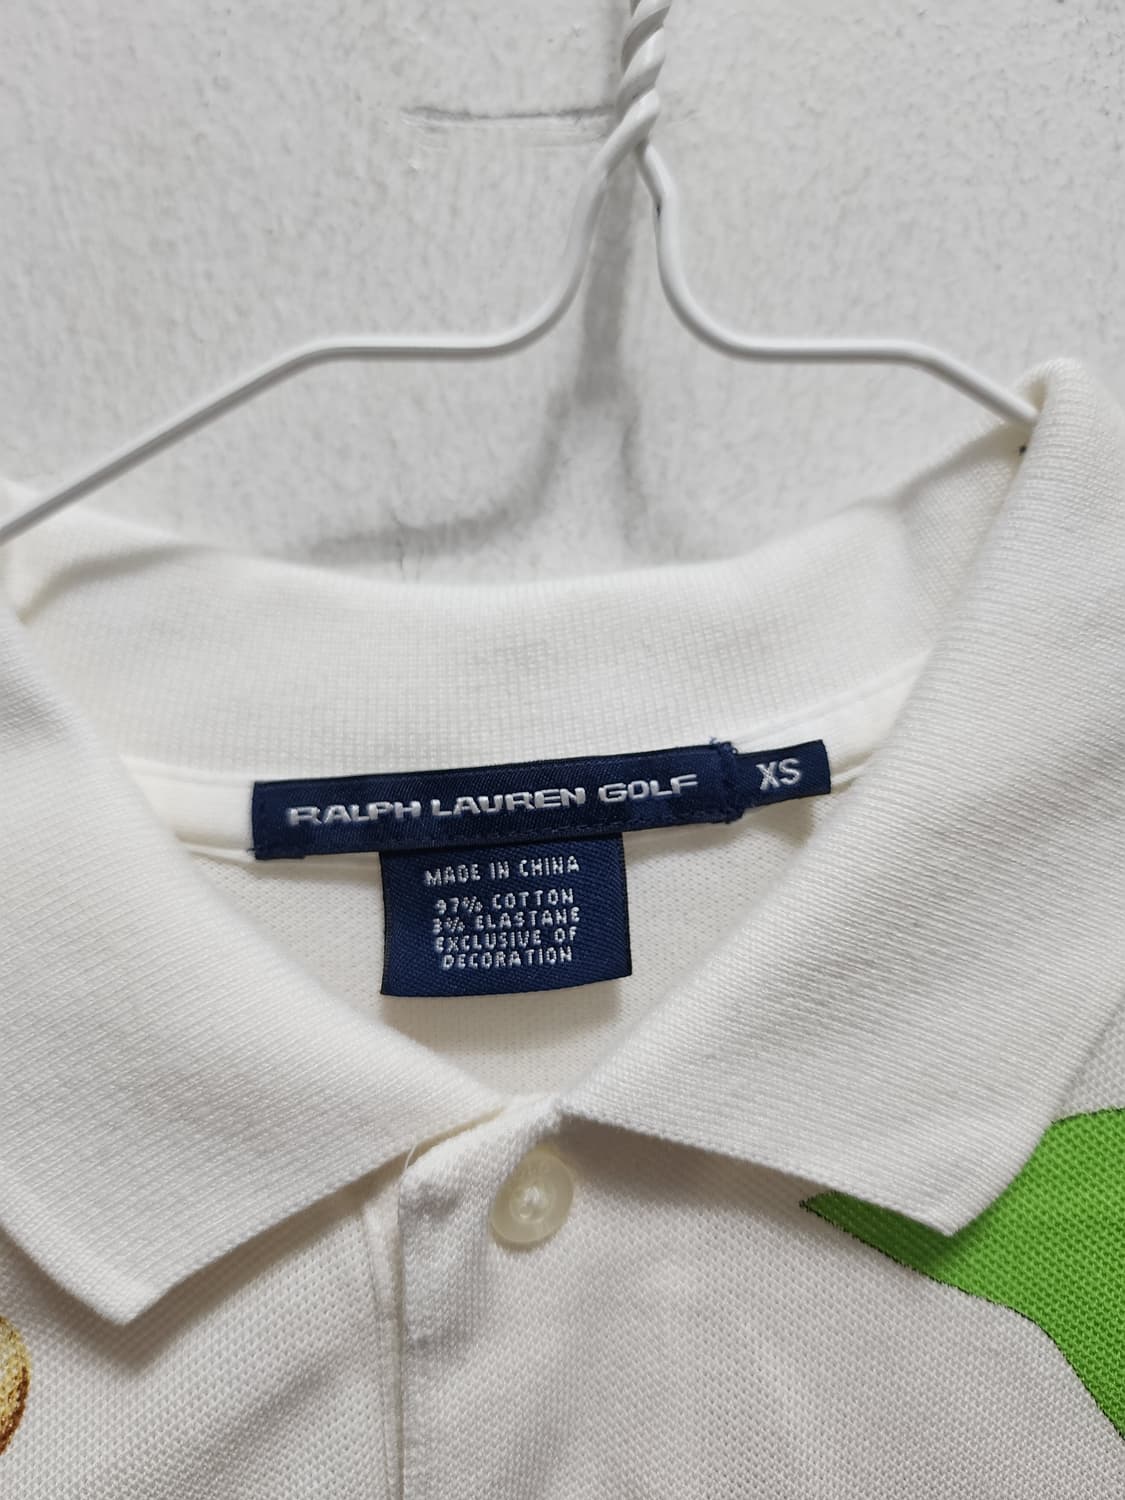 RALPH LAUREN GOLF
XS
MADE IN CHINA
97% COTTON
3% ELASTANE
EXCLUSIVE OF
DECORATION